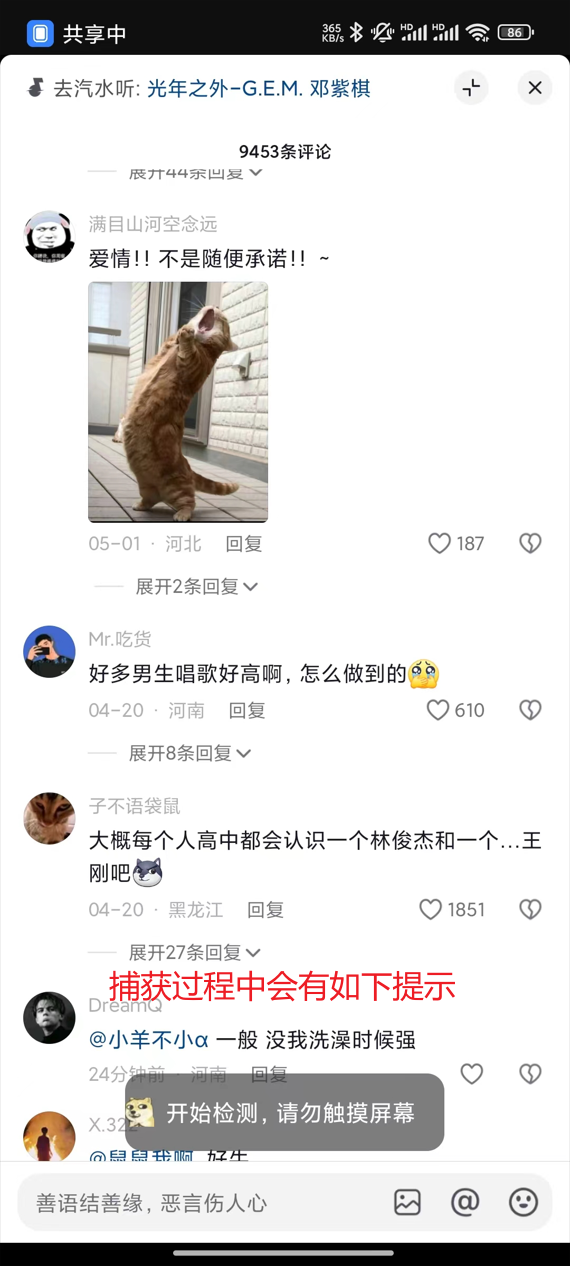 共享中
365 KB/s HD HD 86
去汽水听: 光年之外-G.E.M. 邓紫棋
9453条评论
展开44条回复
满目山河空念远
爱情!! 不是随便承诺!! ~
05-01 · 河北 回复 187
展开2条回复
Mr.吃货
好多男生唱歌好高啊, 怎么做到的
04-20 · 河南 回复 610
展开8条回复
子不语袋鼠
大概每个人高中都会认识一个林俊杰和一个...王
刚吧
04-20 · 黑龙江 回复 1851
展开27条回复
捕获过程中会有如下提示
DreamQ
@小羊不小α 一般 没我洗澡时候强
24分钟前 · 河南 回复
开始检测, 请勿触摸屏幕
X.322
@鼠鼠我啊 好牛
善语结善缘, 恶言伤人心